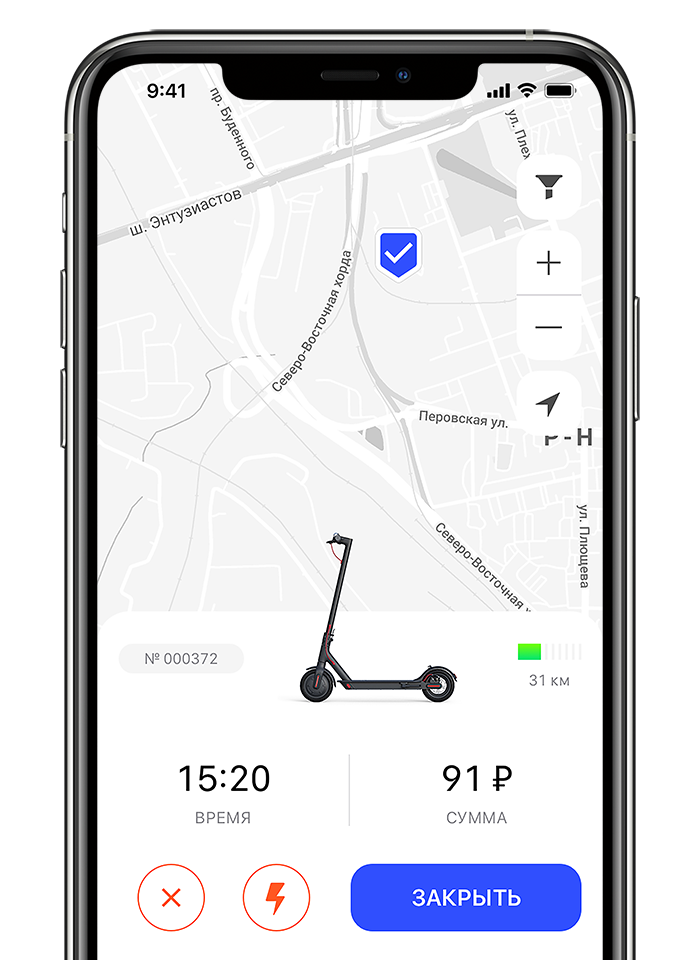 9:41
пр. Буденного
ул. Плех
ш. Энтузиастов
Северо-Восточная хорда
Перовская ул.
Р-Н
ул. Плющева
Северо-Восточная
№ 000372
31 км
15:20
91 ₽
ВРЕМЯ
СУММА
ЗАКРЫТЬ